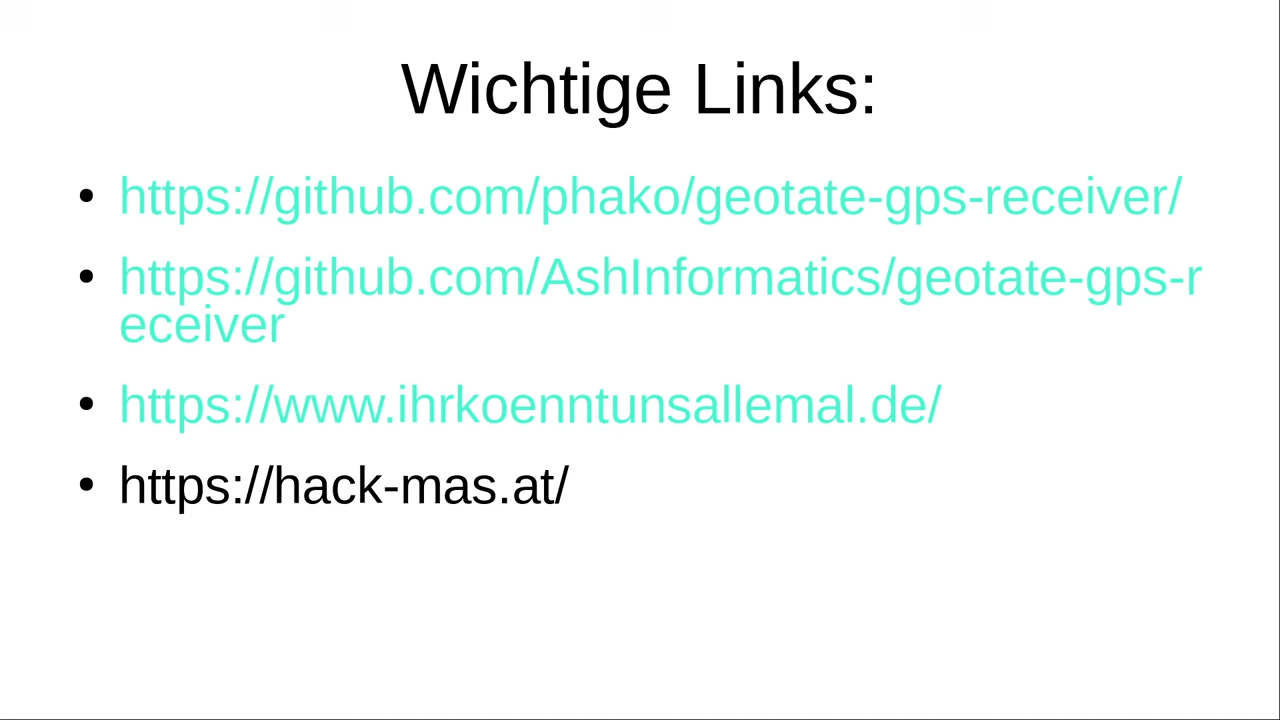 Wichtige Links:
• https://github.com/phako/geotate-gps-receiver/
• https://github.com/AshInformatics/geotate-gps-r
eceiver
• https://www.ihrkoenntunsallemal.de/
• https://hack-mas.at/